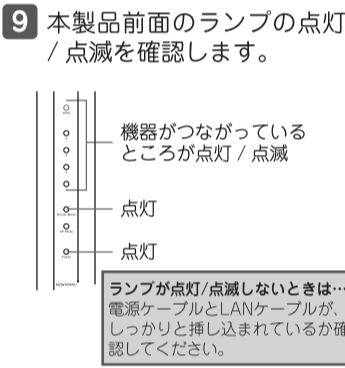 9 本製品前面のランプの点灯
/ 点滅を確認します。
機器がつながっている
ところが点灯 / 点滅
点灯
点灯
ランプが点灯/点滅しないときは…
電源ケーブルとLANケーブルが、
しっかりと挿し込まれているか確
認してください。